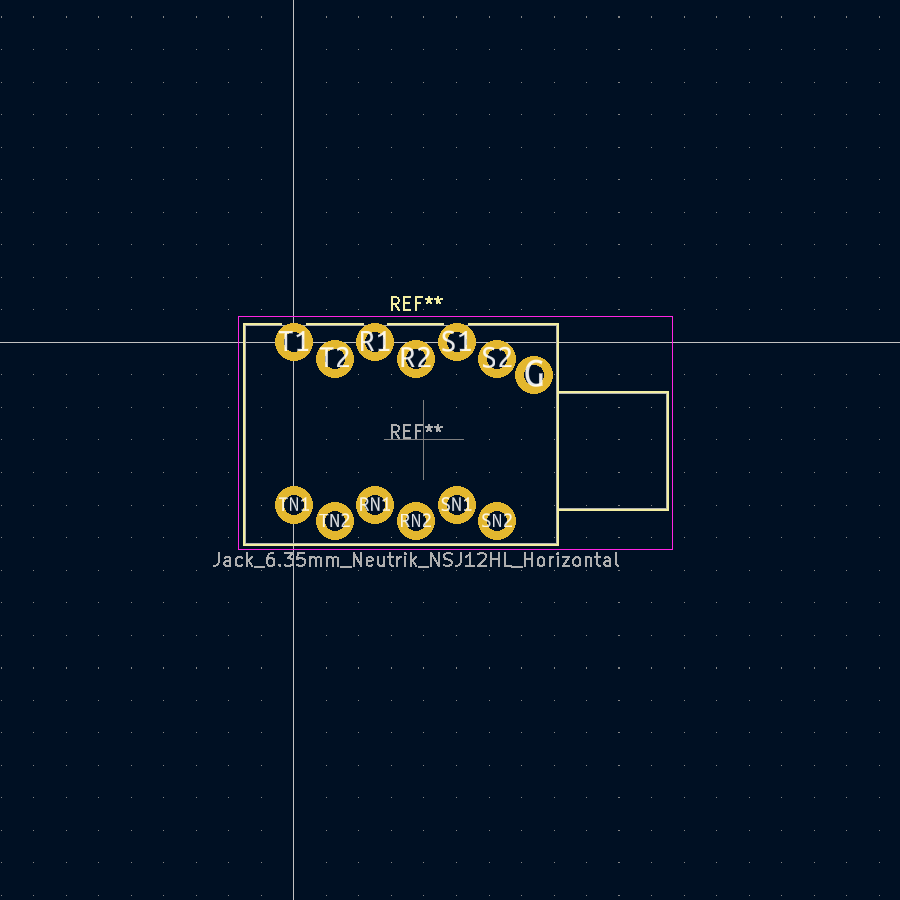 REF**
T1 R1 S1
T2 R2 S2
G
REF**
TN1 RN1 SN1
TN2 RN2 SN2
Jack_6.35mm_Neutrik_NSJ12HL_Horizontal